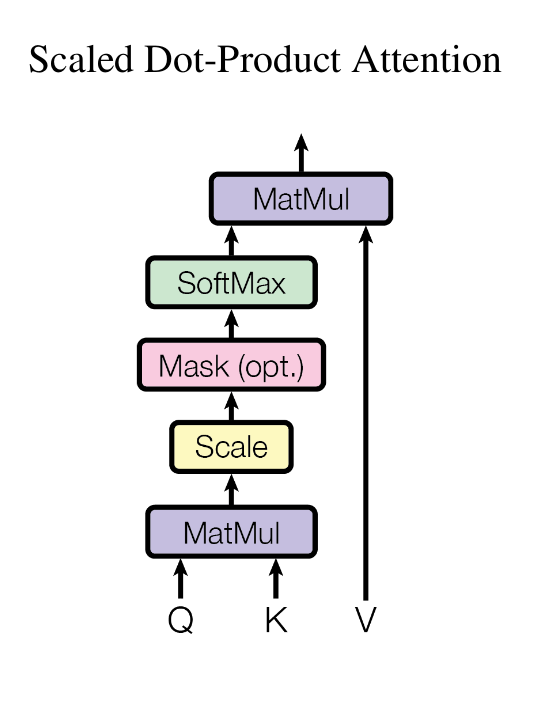 Scaled Dot-Product Attention
MatMul
SoftMax
Mask (opt.)
Scale
MatMul
Q K V